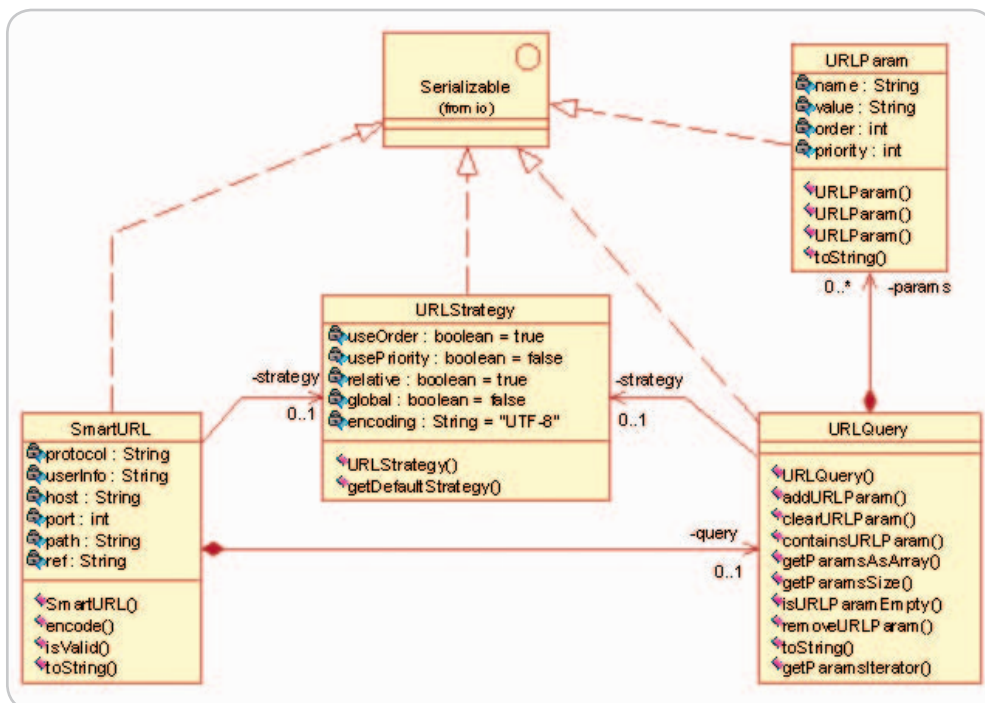 Serializable
(from io)
URLParam
name : String
value : String
order : int
priority : int
URLParam()
URLParam()
URLParam()
toString()
0..* -params
URLStrategy
useOrder : boolean = true
usePriority : boolean = false
relative : boolean = true
global : boolean = false
encoding : String = "UTF-8"
URLStrategy()
getDefaultStrategy()
-strategy
0..1
-strategy
0..1
SmartURL
protocol : String
userInfo : String
host : String
port : int
path : String
ref : String
SmartURL()
encode()
isValid()
toString()
-query
0..1
URLQuery
URLQuery()
addURLParam()
clearURLParam()
containsURLParam()
getParamsAsArray()
getParamsSize()
isURLParamEmpty()
removeURLParam()
toString()
getParamsIterator()